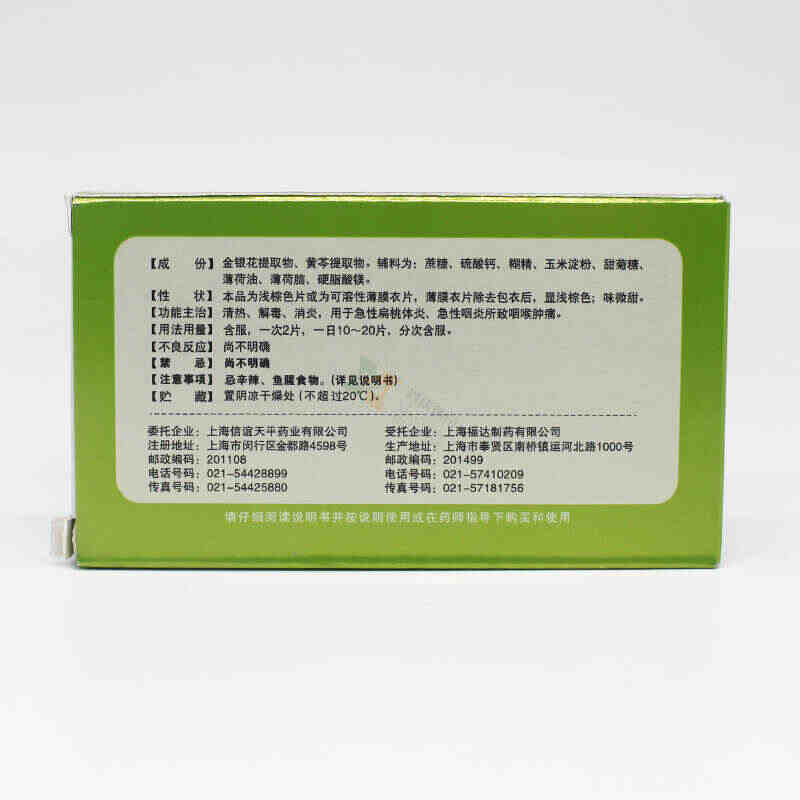 【成 份】金银花提取物、黄芩提取物。辅料为：蔗糖、硫酸钙、糊精、玉米淀粉、甜菊糖、
薄荷油、薄荷脑、硬脂酸镁。
【性 状】本品为浅棕色片或为可溶性薄膜衣片，薄膜衣片除去包衣后，显浅棕色；味微甜。
【功能主治】清热、解毒、消炎，用于急性扁桃体炎、急性咽炎所致咽喉肿痛。
【用法用量】含服，一次2片，一日10～20片，分次含服。
【不良反应】尚不明确
【禁 忌】尚不明确
【注意事项】忌辛辣、鱼腥食物。（详见说明书）
【贮 藏】置阴凉干燥处（不超过20℃）。
委托企业：上海信谊天平药业有限公司
注册地址：上海市闵行区金都路4598号
邮政编码：201108
电话号码：021-54428899
传真号码：021-54425880
受托企业：上海福达制药有限公司
生产地址：上海市奉贤区南桥镇运河北路1000号
邮政编码：201499
电话号码：021-57410209
传真号码：021-57181756
请仔细阅读说明书并按说明使用或在药师指导下购买和使用